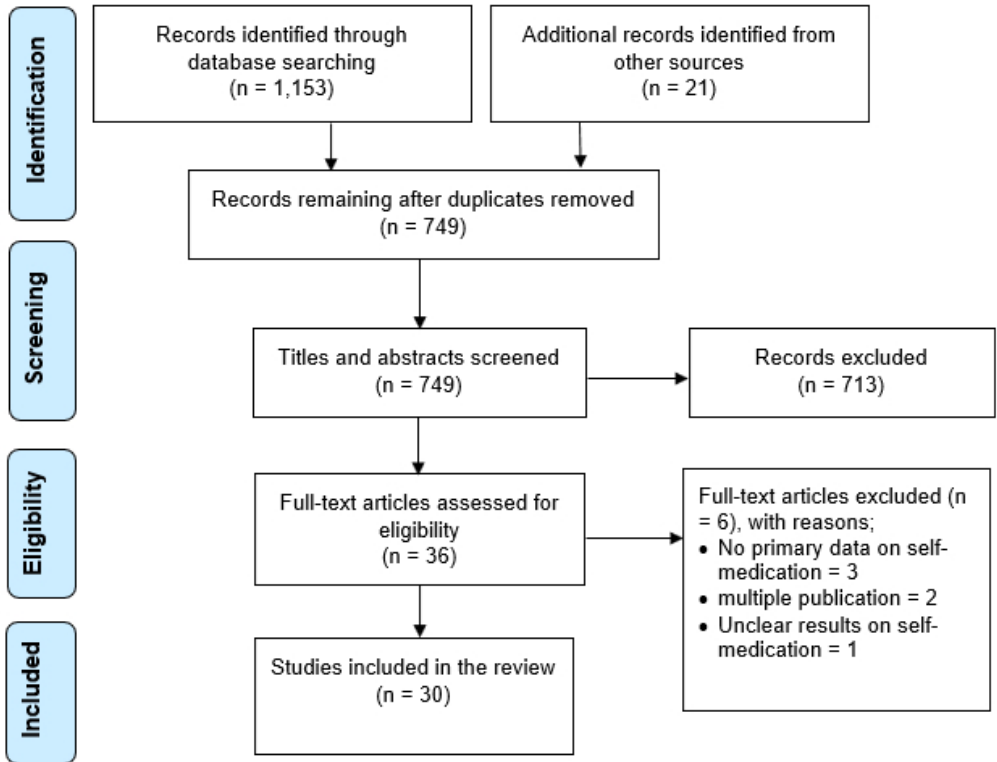 Identification
Records identified through
database searching
(n = 1,153)
Additional records identified from
other sources
(n = 21)
Records remaining after duplicates removed
(n = 749)
Screening
Titles and abstracts screened
(n = 749)
Records excluded
(n = 713)
Eligibility
Full-text articles assessed for
eligibility
(n = 36)
Full-text articles excluded (n
= 6), with reasons;
• No primary data on self-
medication = 3
• multiple publication = 2
• Unclear results on self-
medication = 1
Included
Studies included in the review
(n = 30)